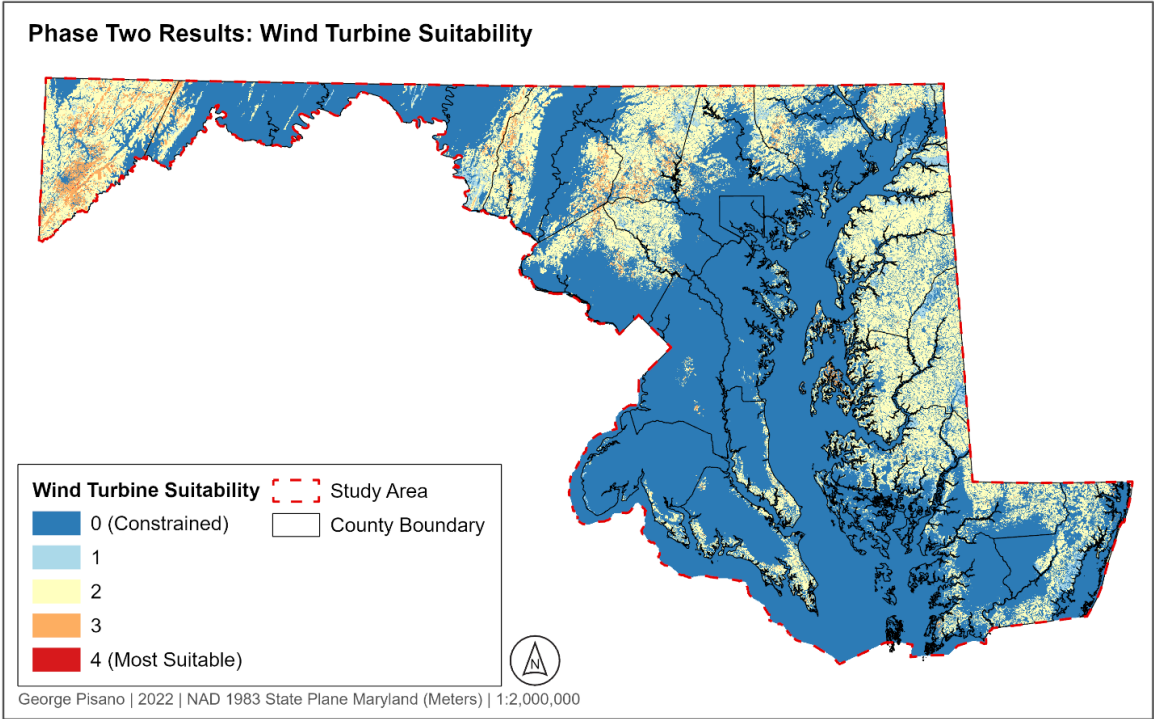 Phase Two Results: Wind Turbine Suitability
Wind Turbine Suitability
Study Area
0 (Constrained)
County Boundary
1
2
3
4 (Most Suitable)
N
George Pisano | 2022 | NAD 1983 State Plane Maryland (Meters) | 1:2,000,000